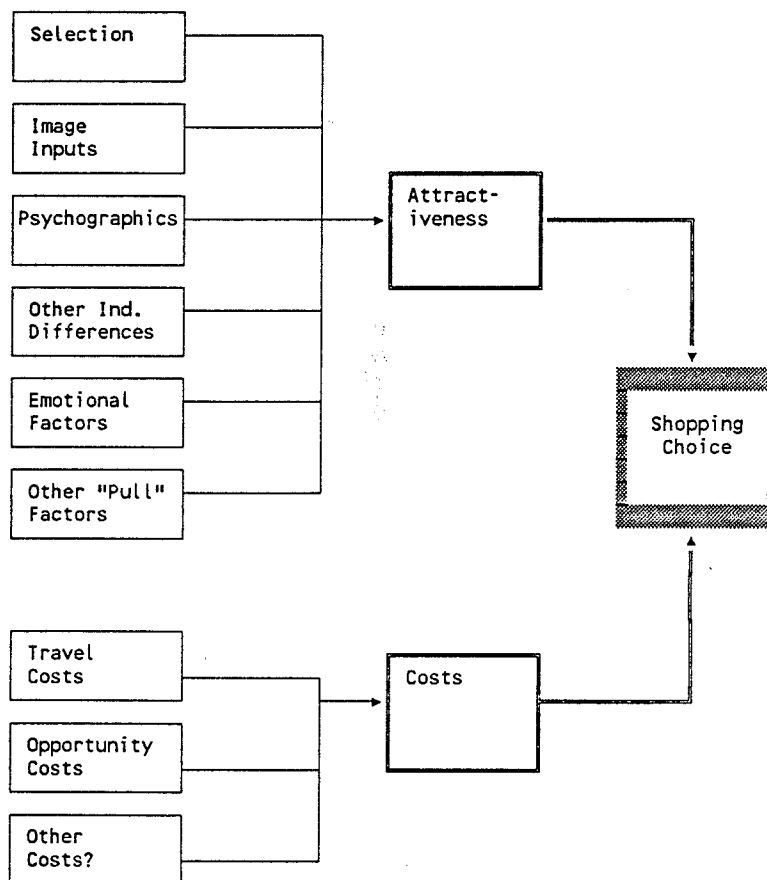 Selection
Image
Inputs
Psychographics
Other Ind.
Differences
Emotional
Factors
Other "Pull"
Factors
Attract-
iveness
Shopping
Choice
Travel
Costs
Opportunity
Costs
Other
Costs?
Costs